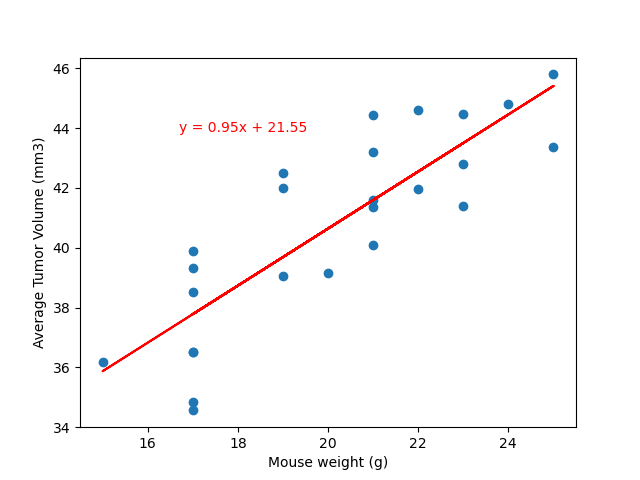 46
44
42
40
38
36
34
Average Tumor Volume (mm3)
y = 0.95x + 21.55
16 18 20 22 24
Mouse weight (g)